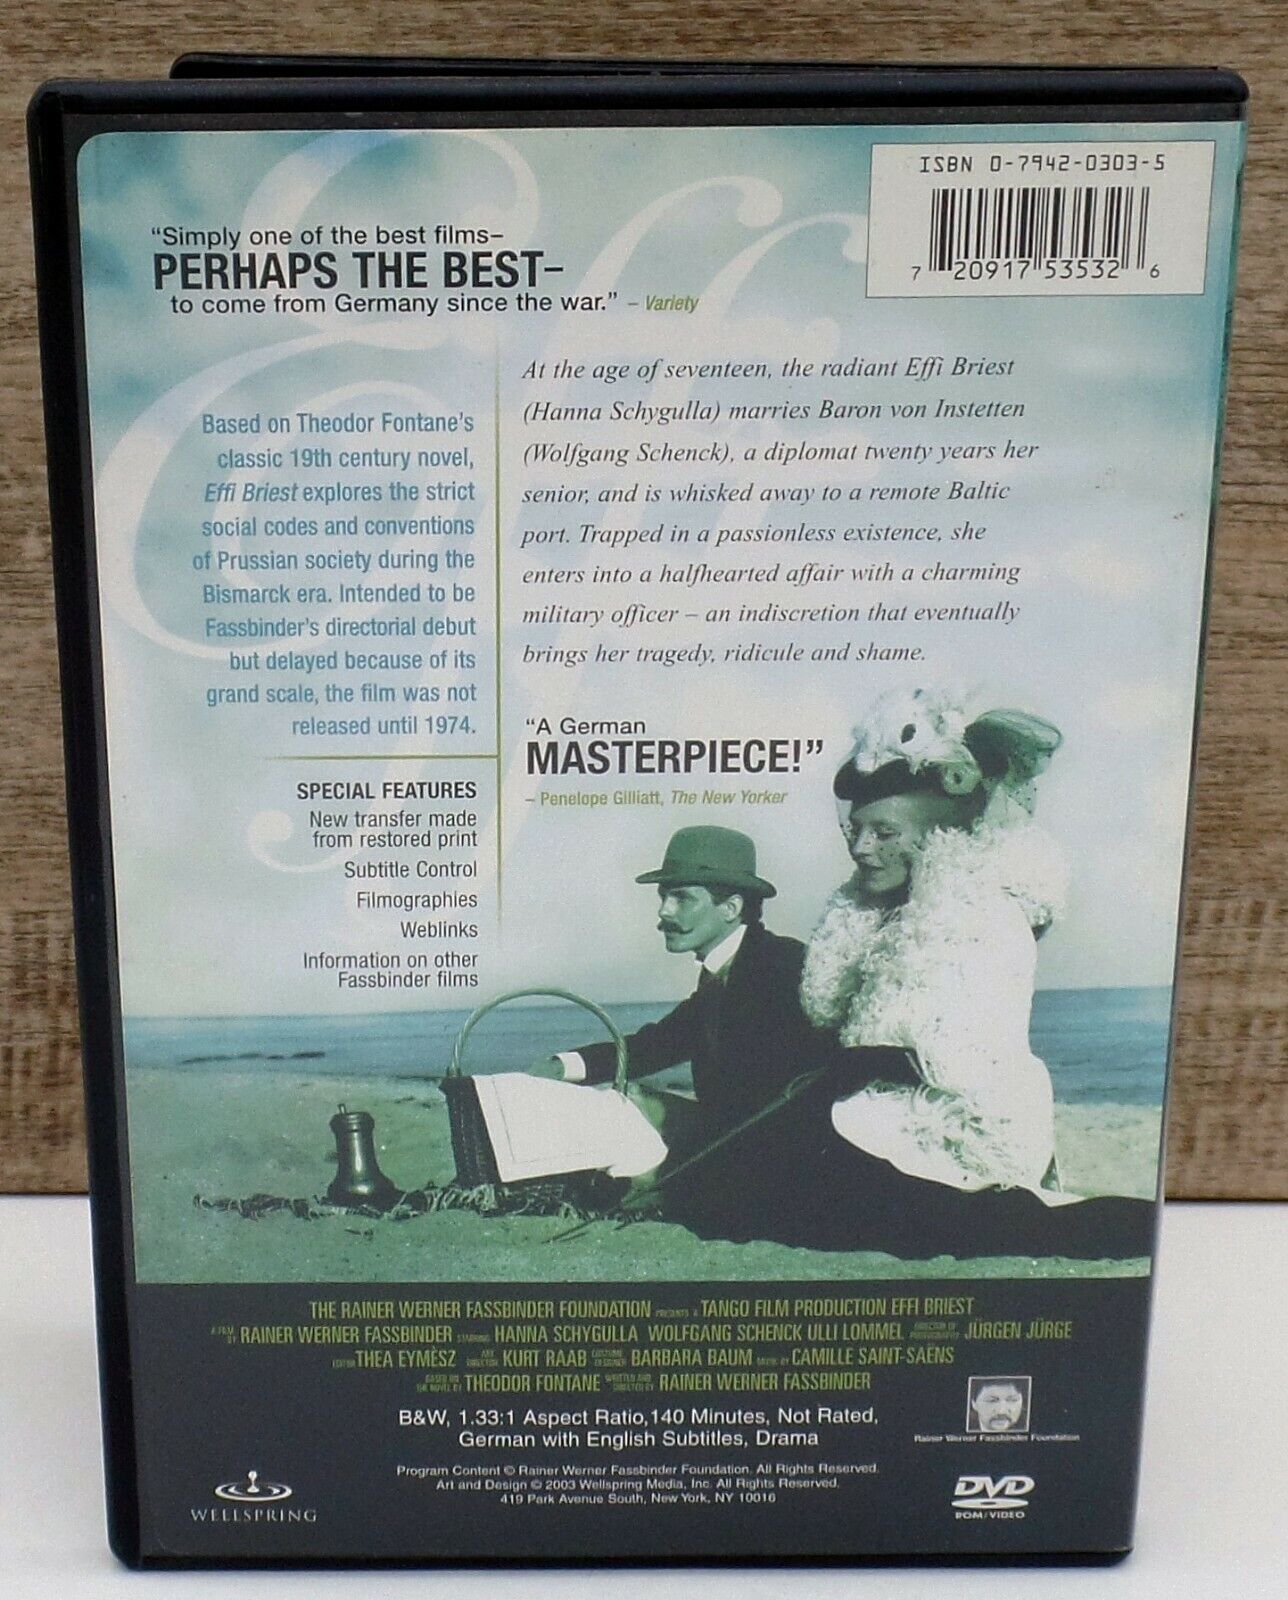 ISBN 0-7942-0303-5
7 20917 53532 6
"Simply one of the best films–
PERHAPS THE BEST–
to come from Germany since the war." – Variety
Effi
Based on Theodor Fontane's
classic 19th century novel,
Effi Briest explores the strict
social codes and conventions
of Prussian society during the
Bismarck era. Intended to be
Fassbinder's directorial debut
but delayed because of its
grand scale, the film was not
released until 1974.
SPECIAL FEATURES
New transfer made
from restored print
Subtitle Control
Filmographies
Weblinks
Information on other
Fassbinder films
At the age of seventeen, the radiant Effi Briest
(Hanna Schygulla) marries Baron von Instetten
(Wolfgang Schenck), a diplomat twenty years her
senior, and is whisked away to a remote Baltic
port. Trapped in a passionless existence, she
enters into a halfhearted affair with a charming
military officer – an indiscretion that eventually
brings her tragedy, ridicule and shame.
"A German
MASTERPIECE!"
– Penelope Gilliatt, The New Yorker
THE RAINER WERNER FASSBINDER FOUNDATION PRESENTS A TANGO FILM PRODUCTION EFFI BRIEST
A FILM BY RAINER WERNER FASSBINDER STARRING HANNA SCHYGULLA WOLFGANG SCHENCK ULLI LOMMEL DIRECTOR OF PHOTOGRAPHY JÜRGEN JÜRGE
EDITOR THEA EYMÈSZ ART DIRECTOR KURT RAAB COSTUME DESIGNER BARBARA BAUM MUSIC BY CAMILLE SAINT-SAËNS
BASED ON THE NOVEL BY THEODOR FONTANE WRITTEN AND DIRECTED BY RAINER WERNER FASSBINDER
B&W, 1.33:1 Aspect Ratio, 140 Minutes, Not Rated,
German with English Subtitles, Drama
Rainer Werner Fassbinder Foundation
Program Content © Rainer Werner Fassbinder Foundation. All Rights Reserved.
Art and Design © 2003 Wellspring Media, Inc. All Rights Reserved.
419 Park Avenue South, New York, NY 10016
WELLSPRING
DVD
ROM/VIDEO